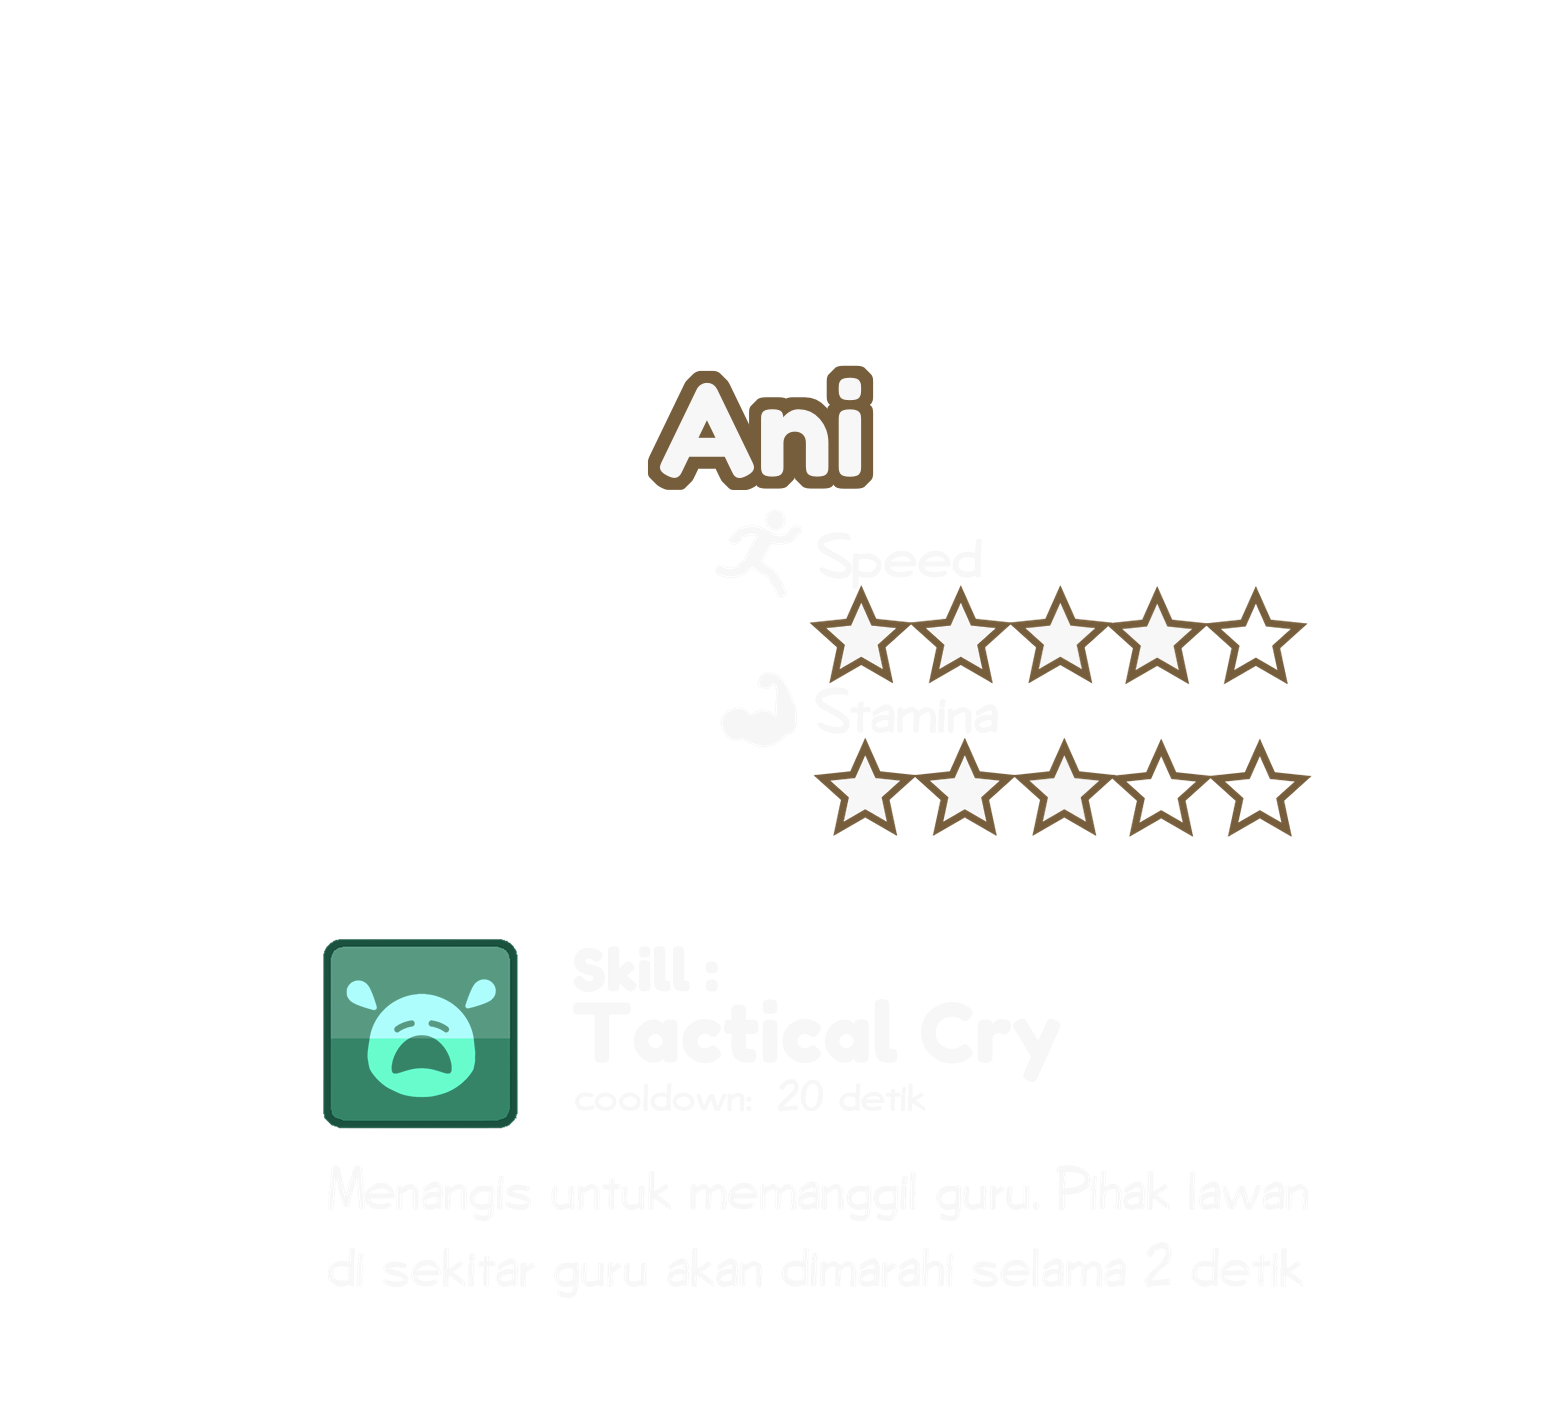 Ani
Speed
Stamina
Skill :
Tactical Cry
cooldown: 20 detik
Menangis untuk memanggil guru. Pihak lawan
di sekitar guru akan dimarahi selama 2 detik